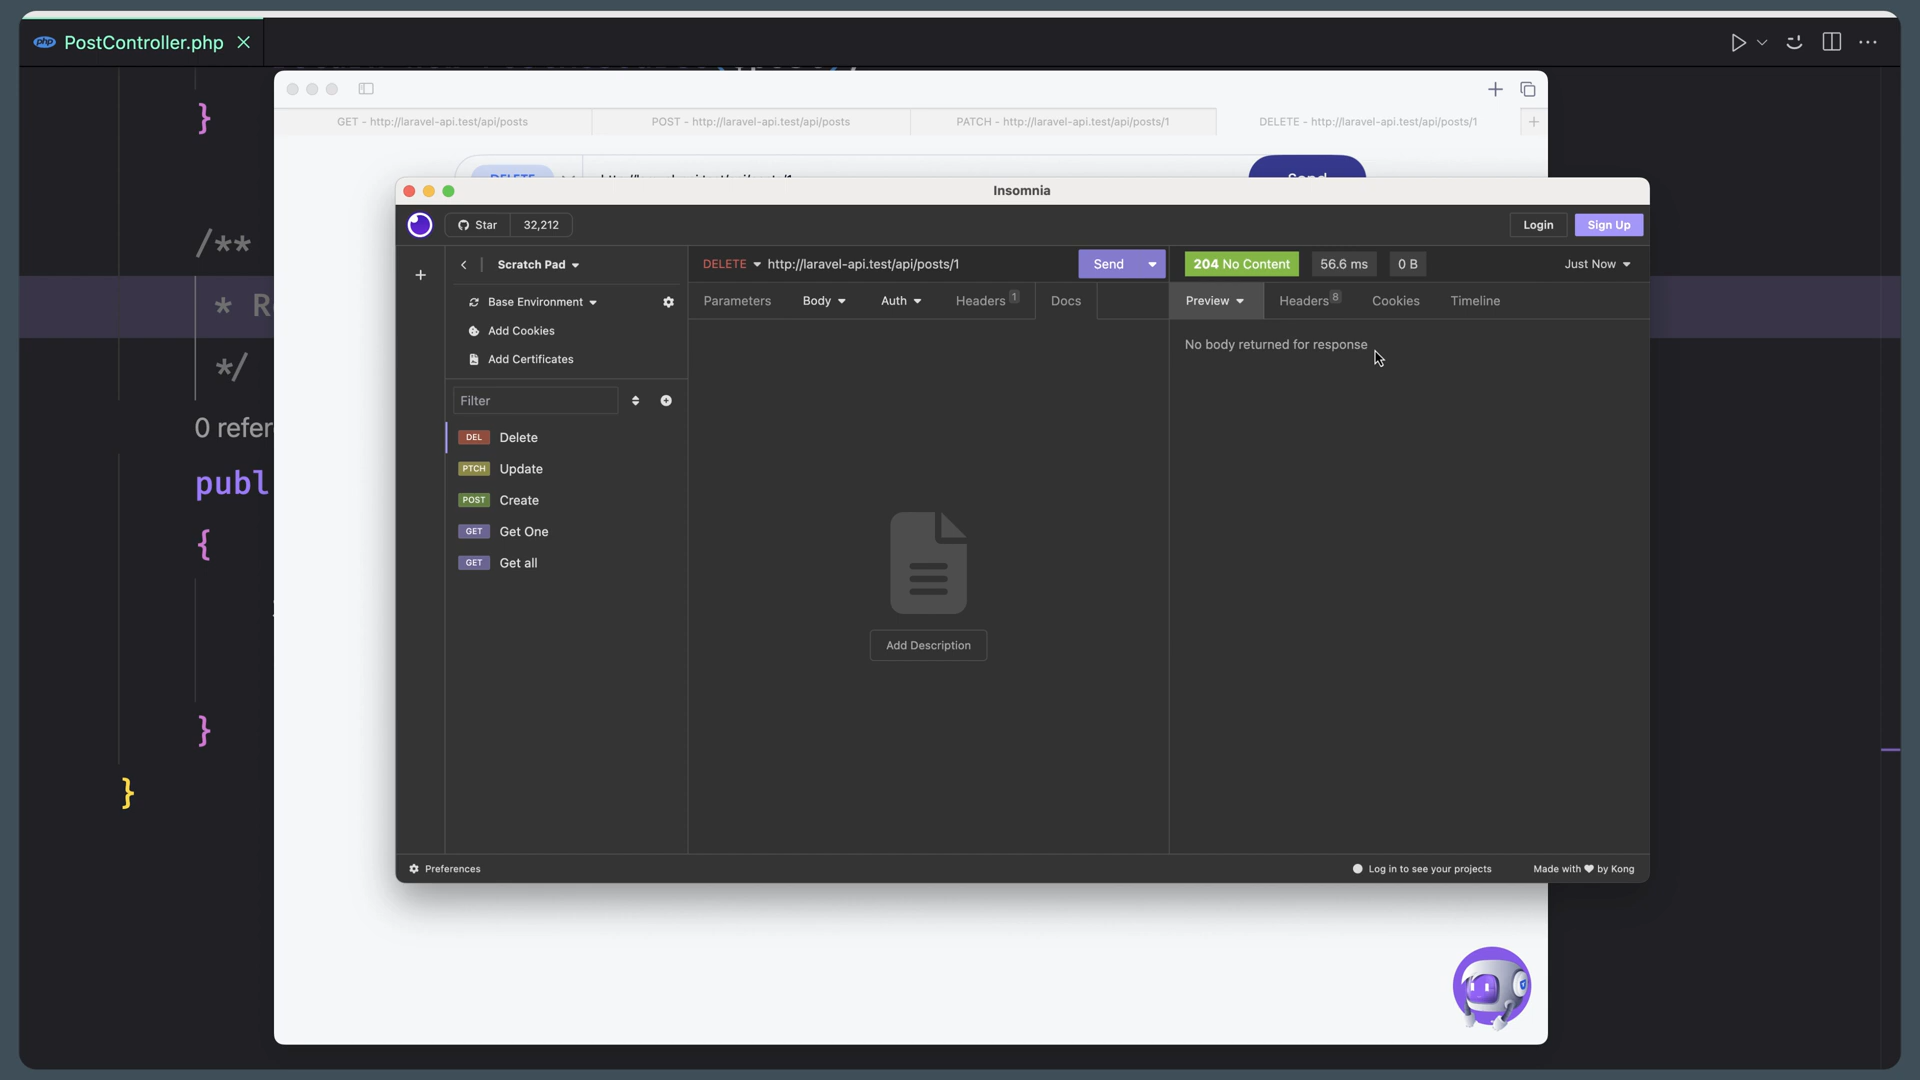 php PostController.php
}
/**
* R
*/
0 refer
publ
{
}
}
GET - http://laravel-api.test/api/posts
POST - http://laravel-api.test/api/posts
PATCH - http://laravel-api.test/api/posts/1
DELETE - http://laravel-api.test/api/posts/1
DELETE
Send
Insomnia
Star 32,212
Login
Sign Up
Scratch Pad
Base Environment
Add Cookies
Add Certificates
Filter
DEL Delete
PTCH Update
POST Create
GET Get One
GET Get all
DELETE http://laravel-api.test/api/posts/1
Send
Parameters Body Auth Headers 1 Docs
Add Description
204 No Content 56.6 ms 0 B Just Now
Preview Headers 8 Cookies Timeline
No body returned for response
Preferences
Log in to see your projects
Made with ❤ by Kong